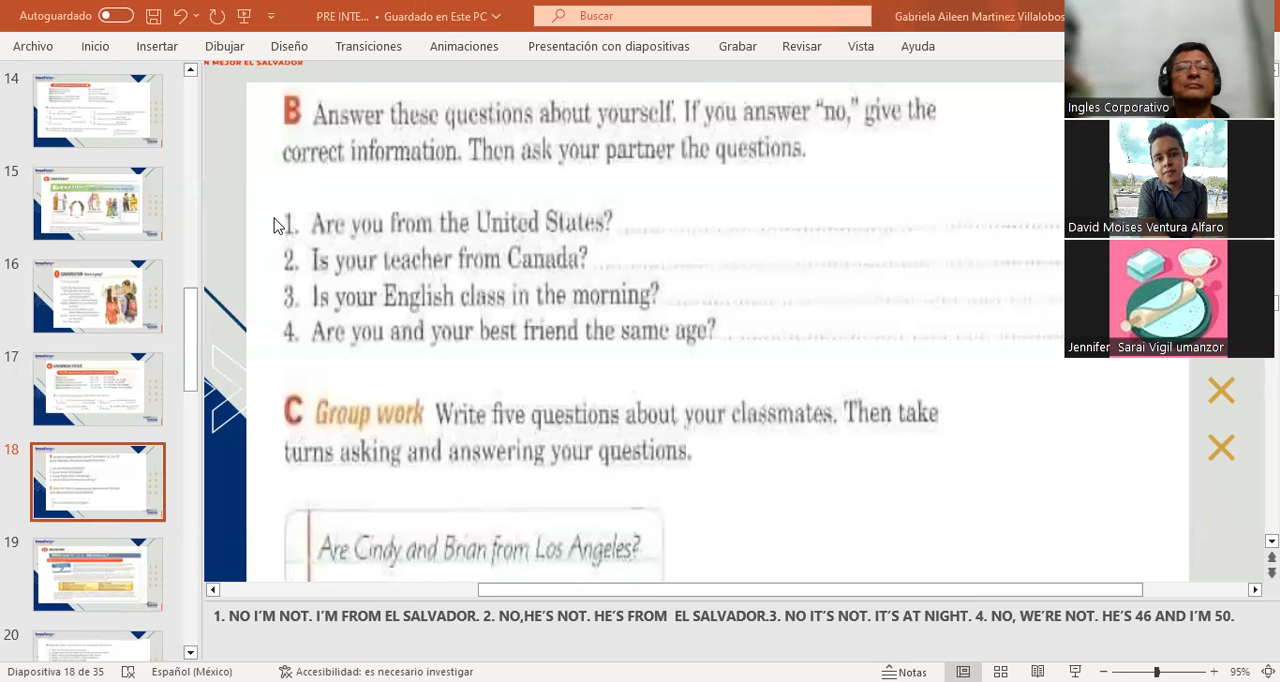 Autoguardado
PRE INTE... • Guardado en Este PC
Buscar
Gabriela Aileen Martinez Villalobos
Archivo Inicio Insertar Dibujar Diseño Transiciones Animaciones Presentación con diapositivas Grabar Revisar Vista Ayuda
N MEJOR EL SALVADOR
14
15
16
17
18
19
20
B Answer these questions about yourself. If you answer “no,” give the
correct information. Then ask your partner the questions.
1. Are you from the United States?
2. Is your teacher from Canada?
3. Is your English class in the morning?
4. Are you and your best friend the same age?
C Group work Write five questions about your classmates. Then take
turns asking and answering your questions.
Are Cindy and Brian from Los Angeles?
Ingles Corporativo
David Moises Ventura Alfaro
Jennifer Sarai Vigil umanzor
1. NO I´M NOT. I´M FROM EL SALVADOR. 2. NO,HE´S NOT. HE´S FROM EL SALVADOR.3. NO IT´S NOT. IT´S AT NIGHT. 4. NO, WE´RE NOT. HE´S 46 AND I´M 50.
Diapositiva 18 de 35
Español (México)
Accesibilidad: es necesario investigar
Notas
95%